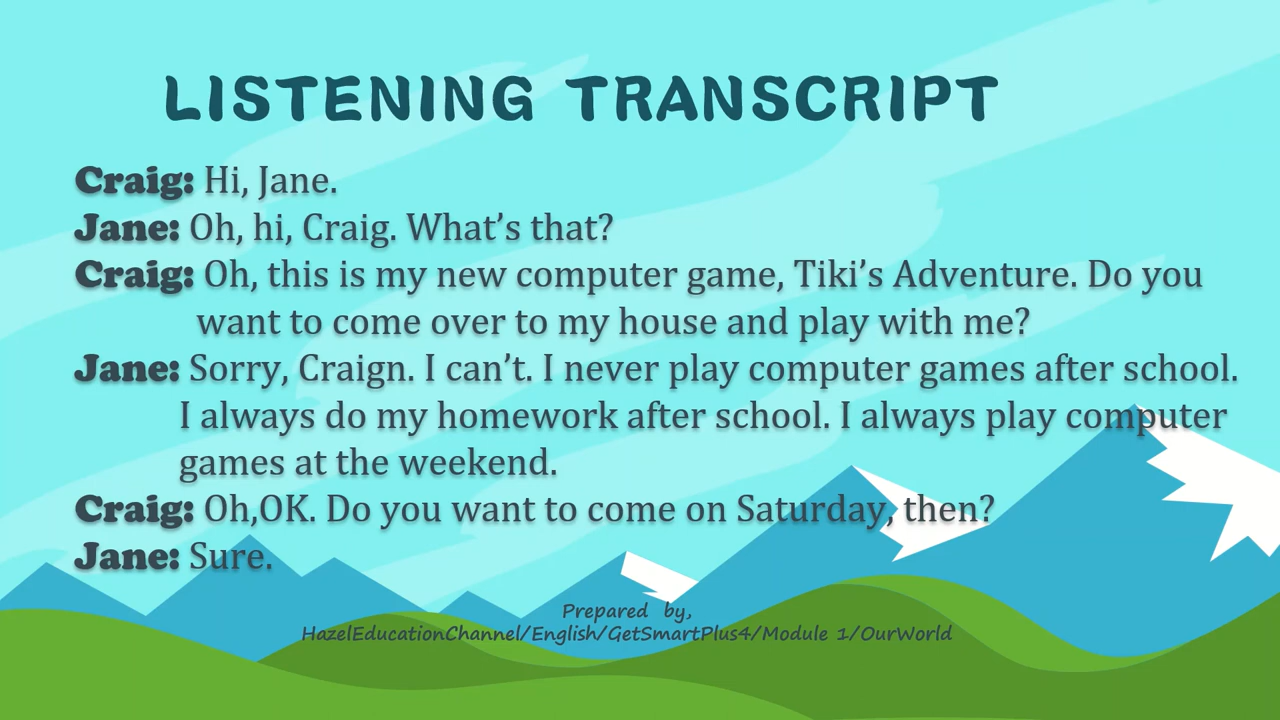 LISTENING TRANSCRIPT
Craig: Hi, Jane.
Jane: Oh, hi, Craig. What’s that?
Craig: Oh, this is my new computer game, Tiki’s Adventure. Do you
want to come over to my house and play with me?
Jane: Sorry, Craign. I can’t. I never play computer games after school.
I always do my homework after school. I always play computer
games at the weekend.
Craig: Oh,OK. Do you want to come on Saturday, then?
Jane: Sure.
Prepared by,
HazelEducationChannel/English/GetSmartPlus4/Module 1/OurWorld